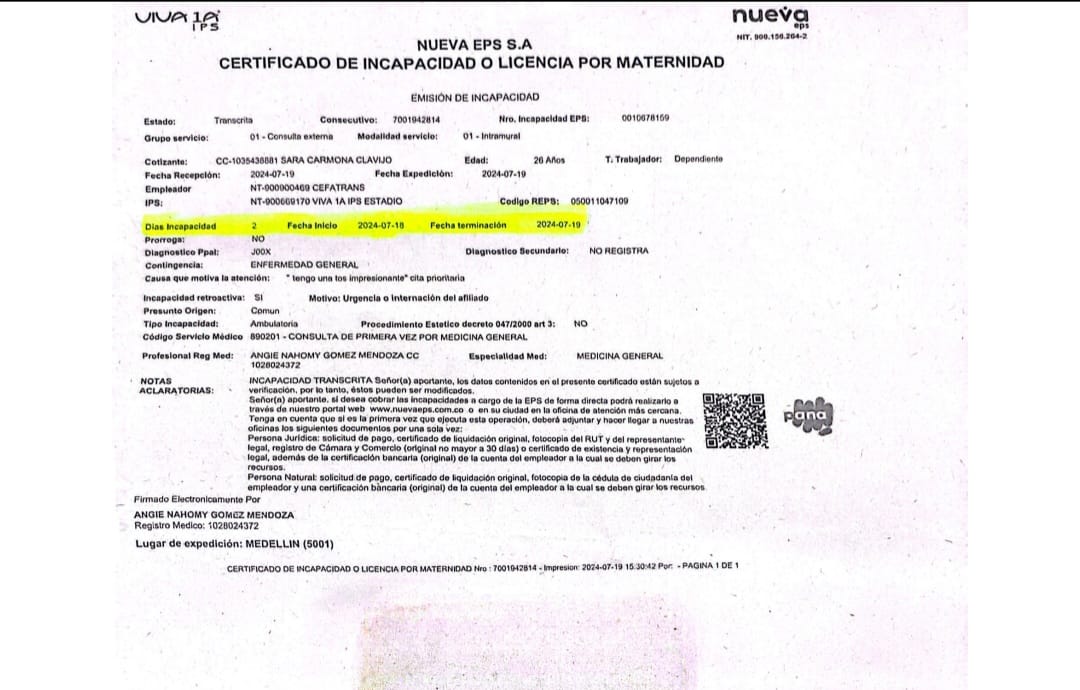 VIVA 1A IPS
nueva eps
NIT. 900.156.264-2
NUEVA EPS S.A
CERTIFICADO DE INCAPACIDAD O LICENCIA POR MATERNIDAD
EMISIÓN DE INCAPACIDAD
Estado: Transcrita Consecutivo: 7001942814 Nro. Incapacidad EPS: 0010678169
Grupo servicio: 01 - Consulta externa Modalidad servicio: 01 - Intramural
Cotizante: CC-1035438881 SARA CARMONA CLAVIJO Edad: 26 Años T. Trabajador: Dependiente
Fecha Recepción: 2024-07-19 Fecha Expedición: 2024-07-19
Empleador NT-900900469 CEFATRANS
IPS: NT-900669170 VIVA 1A IPS ESTADIO Codigo REPS: 050011047109
Dias Incapacidad 2 Fecha Inicio 2024-07-18 Fecha terminación 2024-07-19
Prorroga: NO
Diagnostico Ppal: J00X Diagnostico Secundario: NO REGISTRA
Contingencia: ENFERMEDAD GENERAL
Causa que motiva la atención: " tengo una tos impresionante" cita prioritaria
Incapacidad retroactiva: SI Motivo: Urgencia o Internación del afiliado
Presunto Origen: Comun
Tipo Incapacidad: Ambulatoria Procedimiento Estetico decreto 047/2000 art 3: NO
Código Servicio Médico 890201 - CONSULTA DE PRIMERA VEZ POR MEDICINA GENERAL
Profesional Reg Med: ANGIE NAHOMY GOMEZ MENDOZA CC Especialidad Med: MEDICINA GENERAL
1028024372
NOTAS ACLARATORIAS: INCAPACIDAD TRANSCRITA Señor(a) aportante, los datos contenidos en el presente certificado están sujetos a
verificación, por lo tanto, éstos pueden ser modificados.
Señor(a) aportante, si desea cobrar las incapacidades a cargo de la EPS de forma directa podrá realizarlo a
través de nuestro portal web www.nuevaeps.com.co o en su ciudad en la oficina de atención más cercana.
Tenga en cuenta que si es la primera vez que ejecuta esta operación, deberá adjuntar y hacer llegar a nuestras
oficinas los siguientes documentos por una sola vez:
Persona Jurídica: solicitud de pago, certificado de liquidación original, fotocopia del RUT y del representante
legal, registro de Cámara y Comercio (original no mayor a 30 días) o certificado de existencia y representación
legal, además de la certificación bancaria (original) de la cuenta del empleador a la cual se deben girar los
recursos.
Persona Natural: solicitud de pago, certificado de liquidación original, fotocopia de la cédula de ciudadanía del
empleador y una certificación bancaria (original) de la cuenta del empleador a la cual se deben girar los recursos
pana
Firmado Electronicamente Por
ANGIE NAHOMY GOMEZ MENDOZA
Registro Medico: 1028024372
Lugar de expedición: MEDELLIN (5001)
CERTIFICADO DE INCAPACIDAD O LICENCIA POR MATERNIDAD Nro : 7001942814 - Impresion: 2024-07-19 15:30:42 Por: - PAGINA 1 DE 1